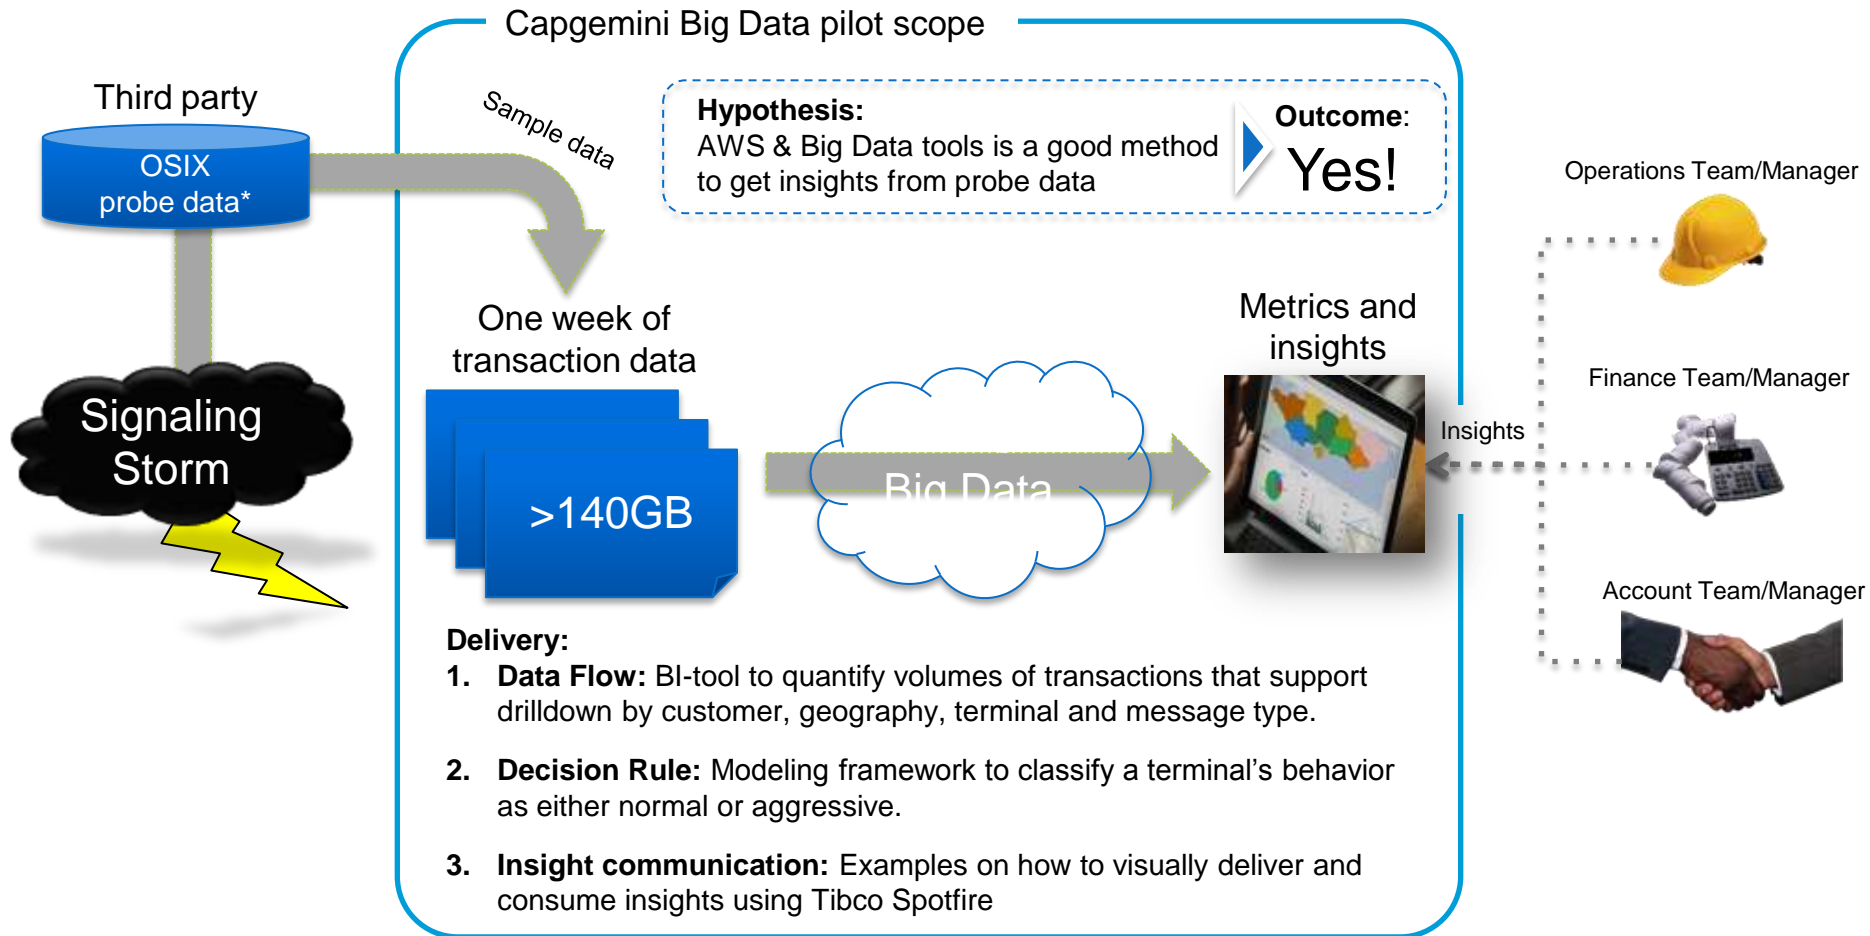 Capgemini Big Data pilot scope
Third party
OSIX
probe data*
Sample data
Hypothesis:
AWS & Big Data tools is a good method
to get insights from probe data
Outcome:
Yes!
Operations Team/Manager
One week of
transaction data
Metrics and
insights
Finance Team/Manager
Signaling
Storm
>140GB
Big Data
Insights
Account Team/Manager
Delivery:
1. Data Flow: BI-tool to quantify volumes of transactions that support
drilldown by customer, geography, terminal and message type.
2. Decision Rule: Modeling framework to classify a terminal's behavior
as either normal or aggressive.
3. Insight communication: Examples on how to visually deliver and
consume insights using Tibco Spotfire